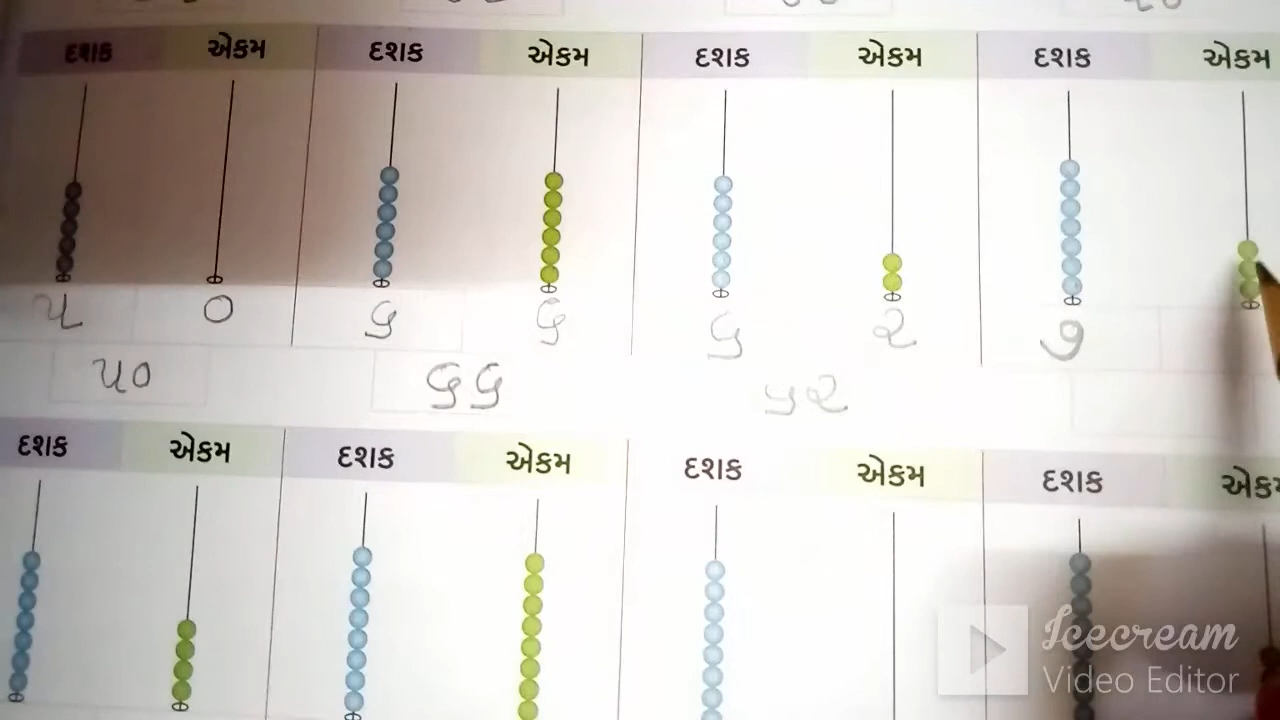 દશક એકમ દશક એકમ દશક એકમ દશક એકમ
૫ ૦ ૬ ૬ ૬ ૨ ૭
૫૦ ૬૬ ૬૨
દશક એકમ દશક એકમ દશક એકમ દશક એકમ
Icecream
Video Editor